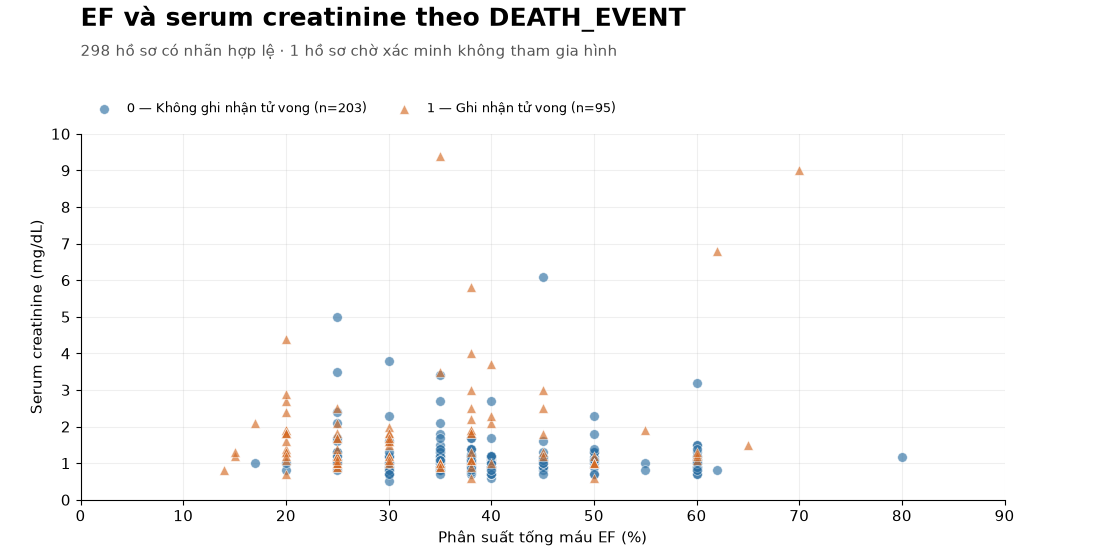 EF và serum creatinine theo DEATH_EVENT
298 hồ sơ có nhãn hợp lệ · 1 hồ sơ chờ xác minh không tham gia hình
0 — Không ghi nhận tử vong (n=203)
1 — Ghi nhận tử vong (n=95)
Serum creatinine (mg/dL)
10
9
8
7
6
5
4
3
2
1
0
0 10 20 30 40 50 60 70 80 90
Phân suất tống máu EF (%)